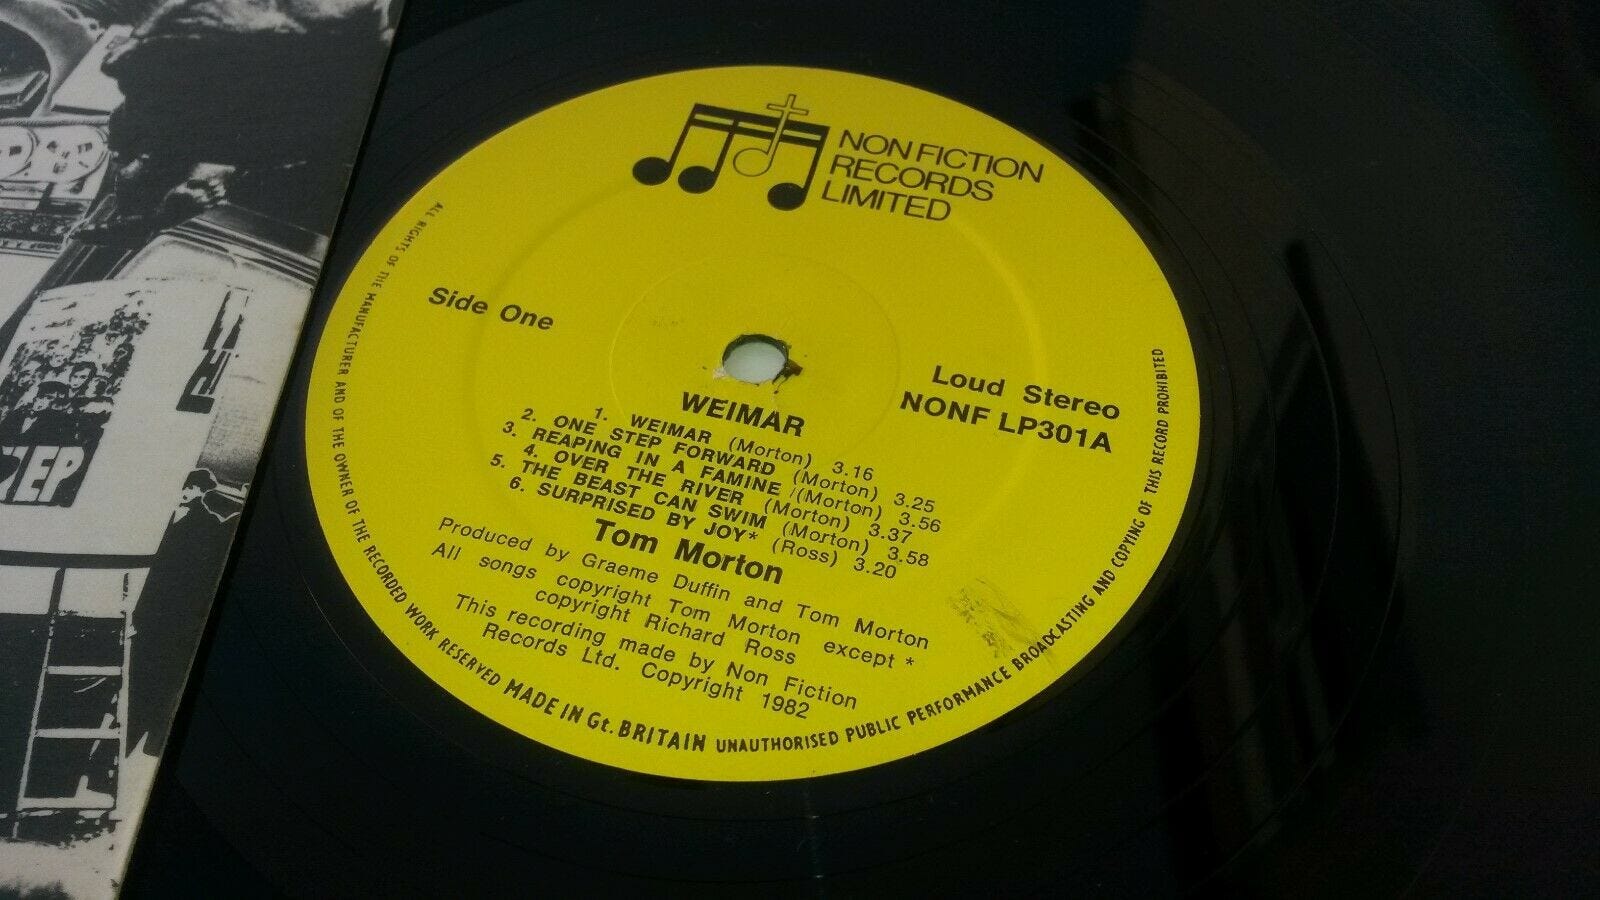 NON FICTION
RECORDS
LIMITED
Side One
Loud Stereo
NONF LP301A
WEIMAR
1. WEIMAR (Morton) 3.16
2. ONE STEP FORWARD (Morton) 3.25
3. REAPING IN A FAMINE /(Morton) 3.56
4. OVER THE RIVER (Morton) 3.37
5. THE BEAST CAN SWIM (Morton) 3.58
6. SURPRISED BY JOY* (Ross) 3.20
Tom Morton
Produced by Graeme Duffin and Tom Morton
All songs copyright Tom Morton except *
copyright Richard Ross
This recording made by Non Fiction
Records Ltd. Copyright 1982
ALL RIGHTS OF THE MANUFACTURER AND OF THE OWNER OF THE RECORDED WORK RESERVED MADE IN Gt. BRITAIN UNAUTHORISED PUBLIC PERFORMANCE BROADCASTING AND COPYING OF THIS RECORD PROHIBITED